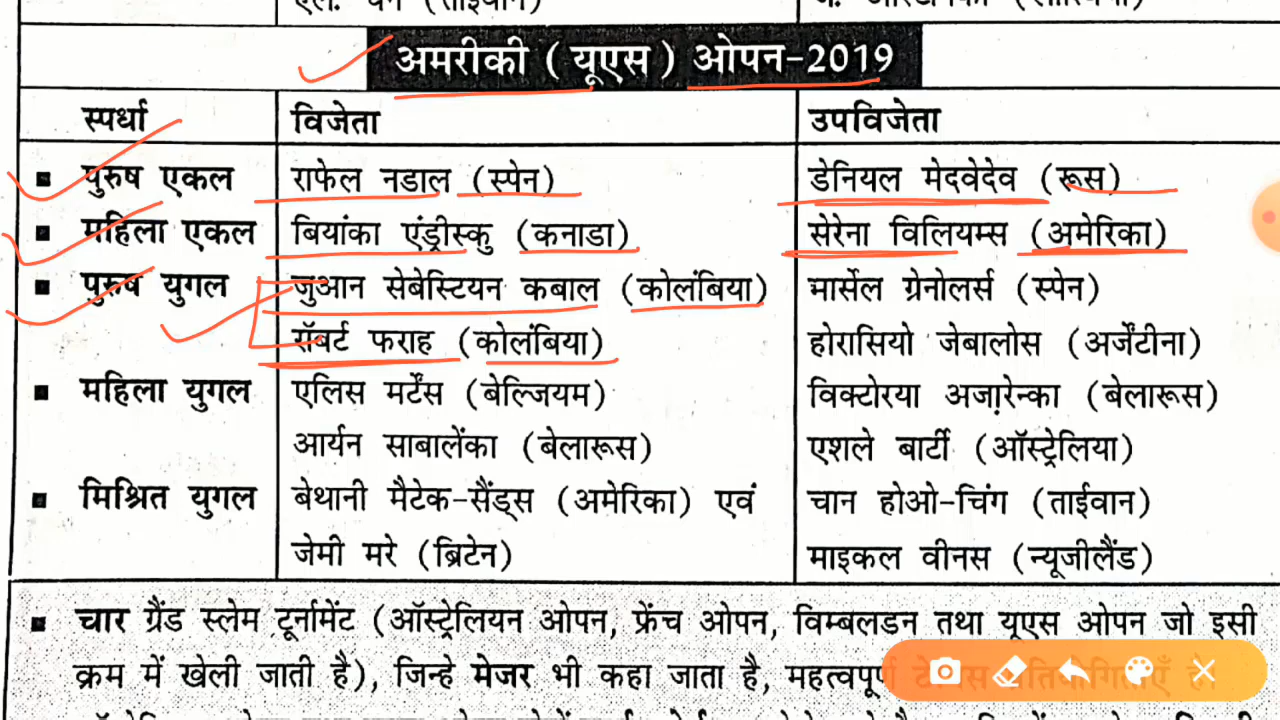 अमरीकी (यूएस) ओपन-2019
स्पर्धा विजेता उपविजेता
▪ पुरुष एकल राफेल नडाल (स्पेन) डेनियल मेदवेदेव (रूस)
▪ महिला एकल बियांका एंड्रीस्कु (कनाडा) सेरेना विलियम्स (अमेरिका)
▪ पुरुष युगल जुआन सेबेस्टियन कबाल (कोलंबिया) मार्सेल ग्रेनोलर्स (स्पेन)
रॉबर्ट फराह (कोलंबिया) होरासियो जेबालोस (अर्जेंटीना)
▪ महिला युगल एलिस मर्टेंस (बेल्जियम) विक्टोरया अजा़रेन्का (बेलारूस)
आर्यन साबालेंका (बेलारूस) एशले बार्टी (ऑस्ट्रेलिया)
▪ मिश्रित युगल बेथानी मैटेक-सैंड्स (अमेरिका) एवं चान होओ-चिंग (ताईवान)
जेमी मरे (ब्रिटेन) माइकल वीनस (न्यूजीलैंड)
▪ चार ग्रैंड स्लेम टूर्नामेंट (ऑस्ट्रेलियन ओपन, फ्रेंच ओपन, विम्बलडन तथा यूएस ओपन जो इसी
क्रम में खेली जाती है), जिन्हे मेजर भी कहा जाता है, महत्वपूर्ण